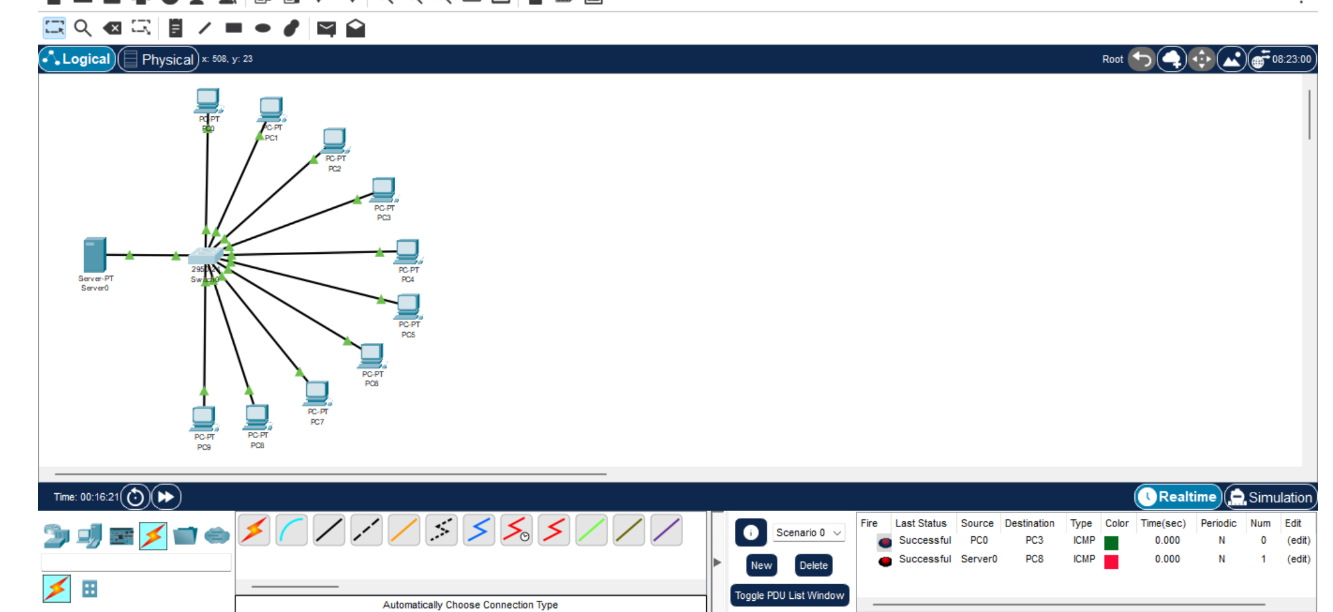 Logical Physical x: 508, y: 23 Root 08:23:00
PC-PT
PC0
PC-PT
PC1
PC-PT
PC2
PC-PT
PC3
PC-PT
PC4
PC-PT
PC5
PC-PT
PC6
PC-PT
PC7
PC-PT
PC8
PC-PT
PC9
Server-PT
Server0
Switch0
Time: 00:16:21 Realtime Simulation
Scenario 0
New Delete
Toggle PDU List Window
Fire Last Status Source Destination Type Color Time(sec) Periodic Num Edit
Successful PC0 PC3 ICMP 0.000 N 0 (edit)
Successful Server0 PC8 ICMP 0.000 N 1 (edit)
Automatically Choose Connection Type